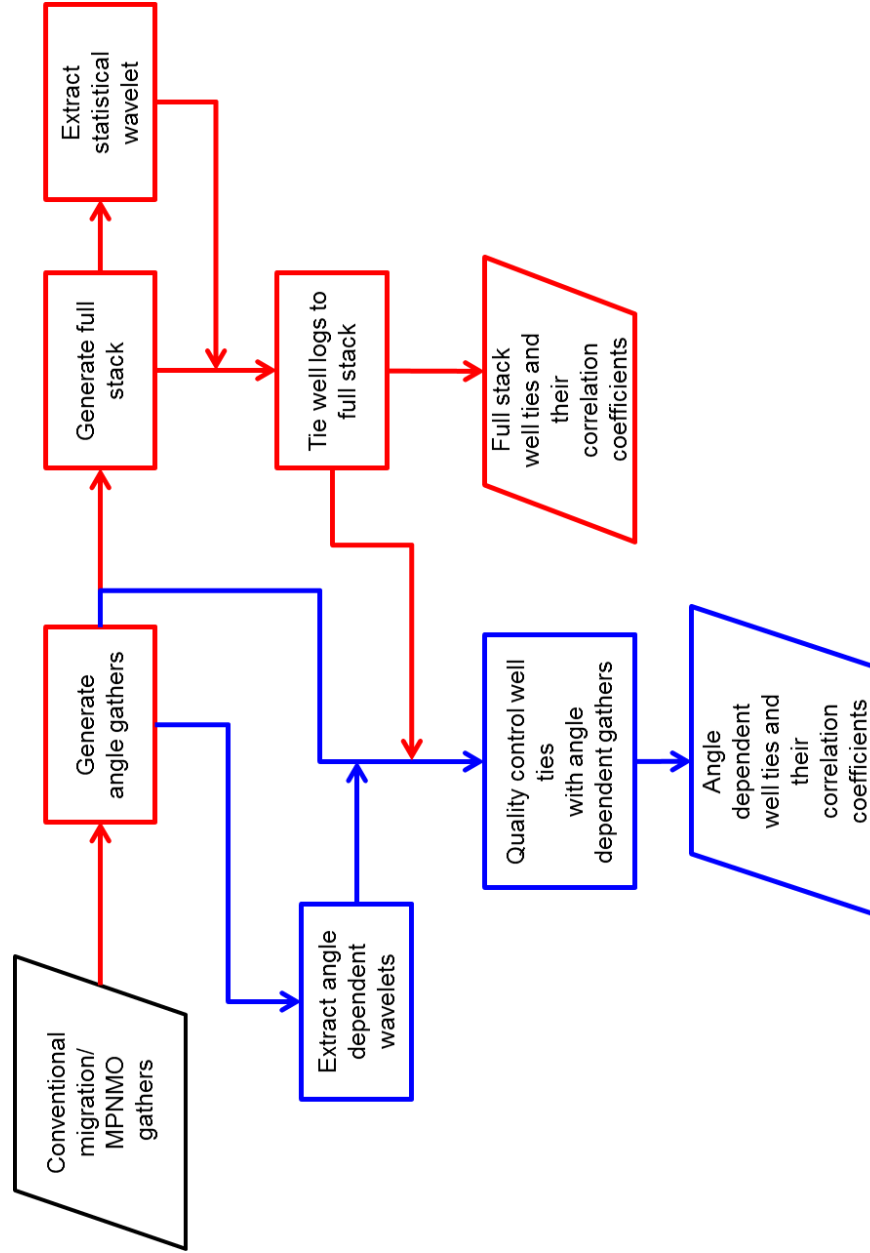 Conventional
migration/
MPNMO
gathers
Generate
angle gathers
Generate full
stack
Extract
statistical
wavelet
Extract angle
dependent
wavelets
Tie well logs to
full stack
Quality control well
ties
with angle
dependent gathers
Full stack
well ties and
their
correlation
coefficients
Angle
dependent
well ties and
their
correlation
coefficients